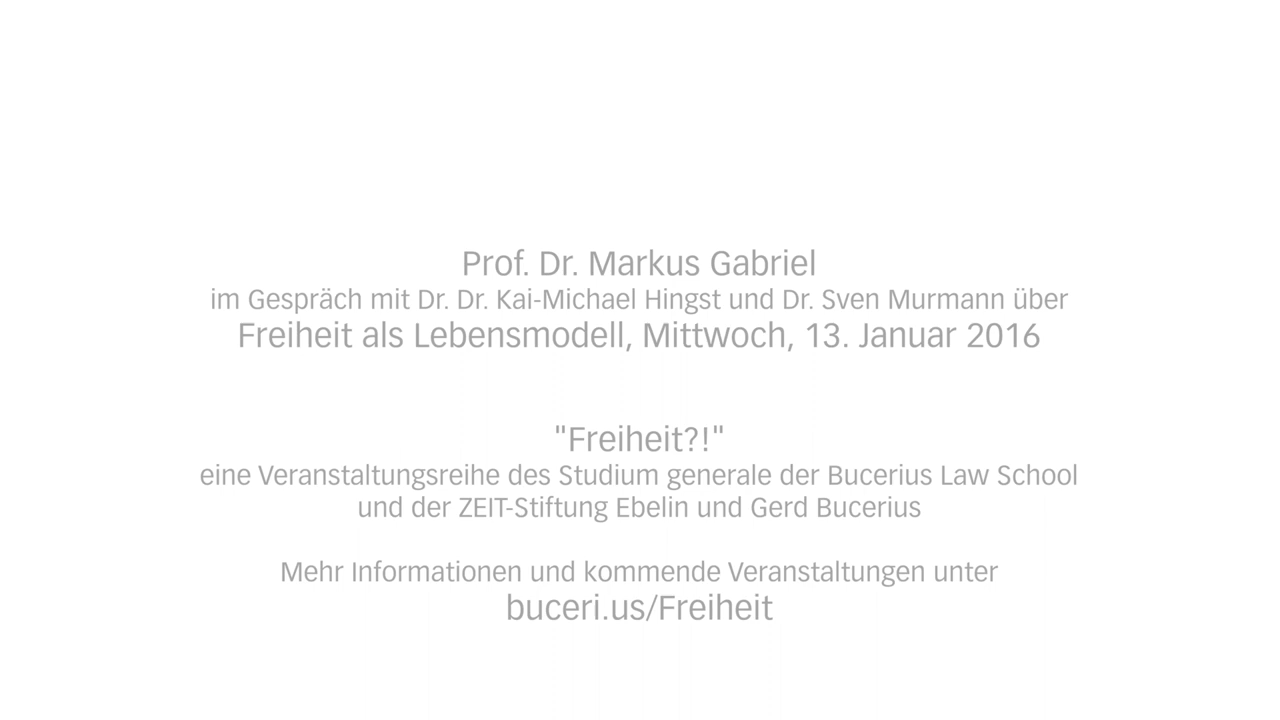 Prof. Dr. Markus Gabriel
im Gespräch mit Dr. Dr. Kai-Michael Hingst und Dr. Sven Murmann über
Freiheit als Lebensmodell, Mittwoch, 13. Januar 2016
"Freiheit?!"
eine Veranstaltungsreihe des Studium generale der Bucerius Law School
und der ZEIT-Stiftung Ebelin und Gerd Bucerius
Mehr Informationen und kommende Veranstaltungen unter
buceri.us/Freiheit